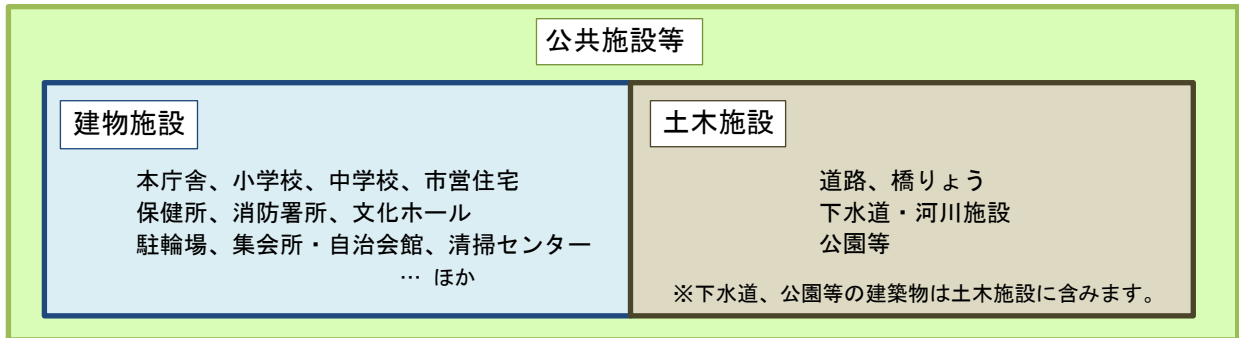 公共施設等
建物施設
本庁舎、小学校、中学校、市営住宅
保健所、消防署所、文化ホール
駐輪場、集会所・自治会館、清掃センター
… ほか
土木施設
道路、橋りょう
下水道・河川施設
公園等
※下水道、公園等の建築物は土木施設に含みます。